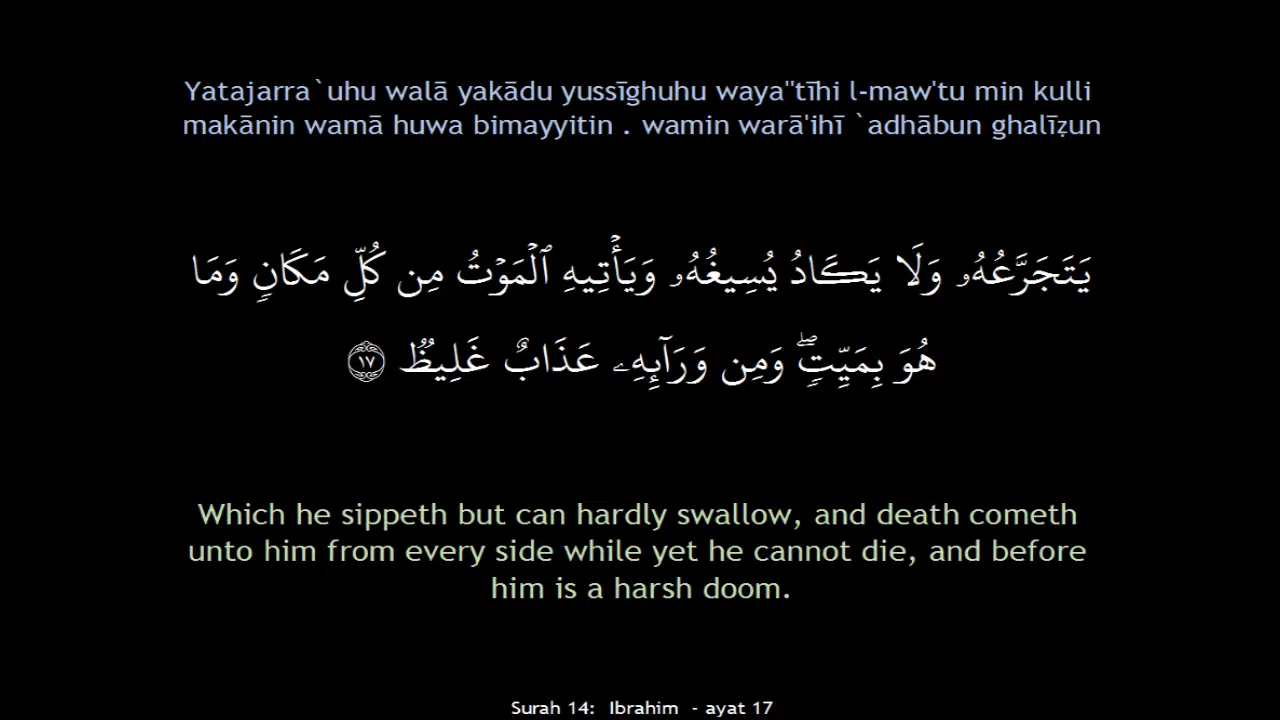 Yatajarra`uhu walā yakādu yussīghuhu waya"tīhi l-maw'tu min kulli
makānin wamā huwa bimayyitin . wamin warā'ihī `adhābun ghalīẓun
يَتَجَرَّعُهُۥ وَلَا يَكَادُ يُسِيغُهُۥ وَيَأۡتِيهِ ٱلۡمَوۡتُ مِن كُلِّ مَكَانٖ وَمَا
هُوَ بِمَيِّتٖۖ وَمِن وَرَآئِهِۦ عَذَابٌ غَلِيظٞ ١٧
Which he sippeth but can hardly swallow, and death cometh
unto him from every side while yet he cannot die, and before
him is a harsh doom.
Surah 14: Ibrahim - ayat 17